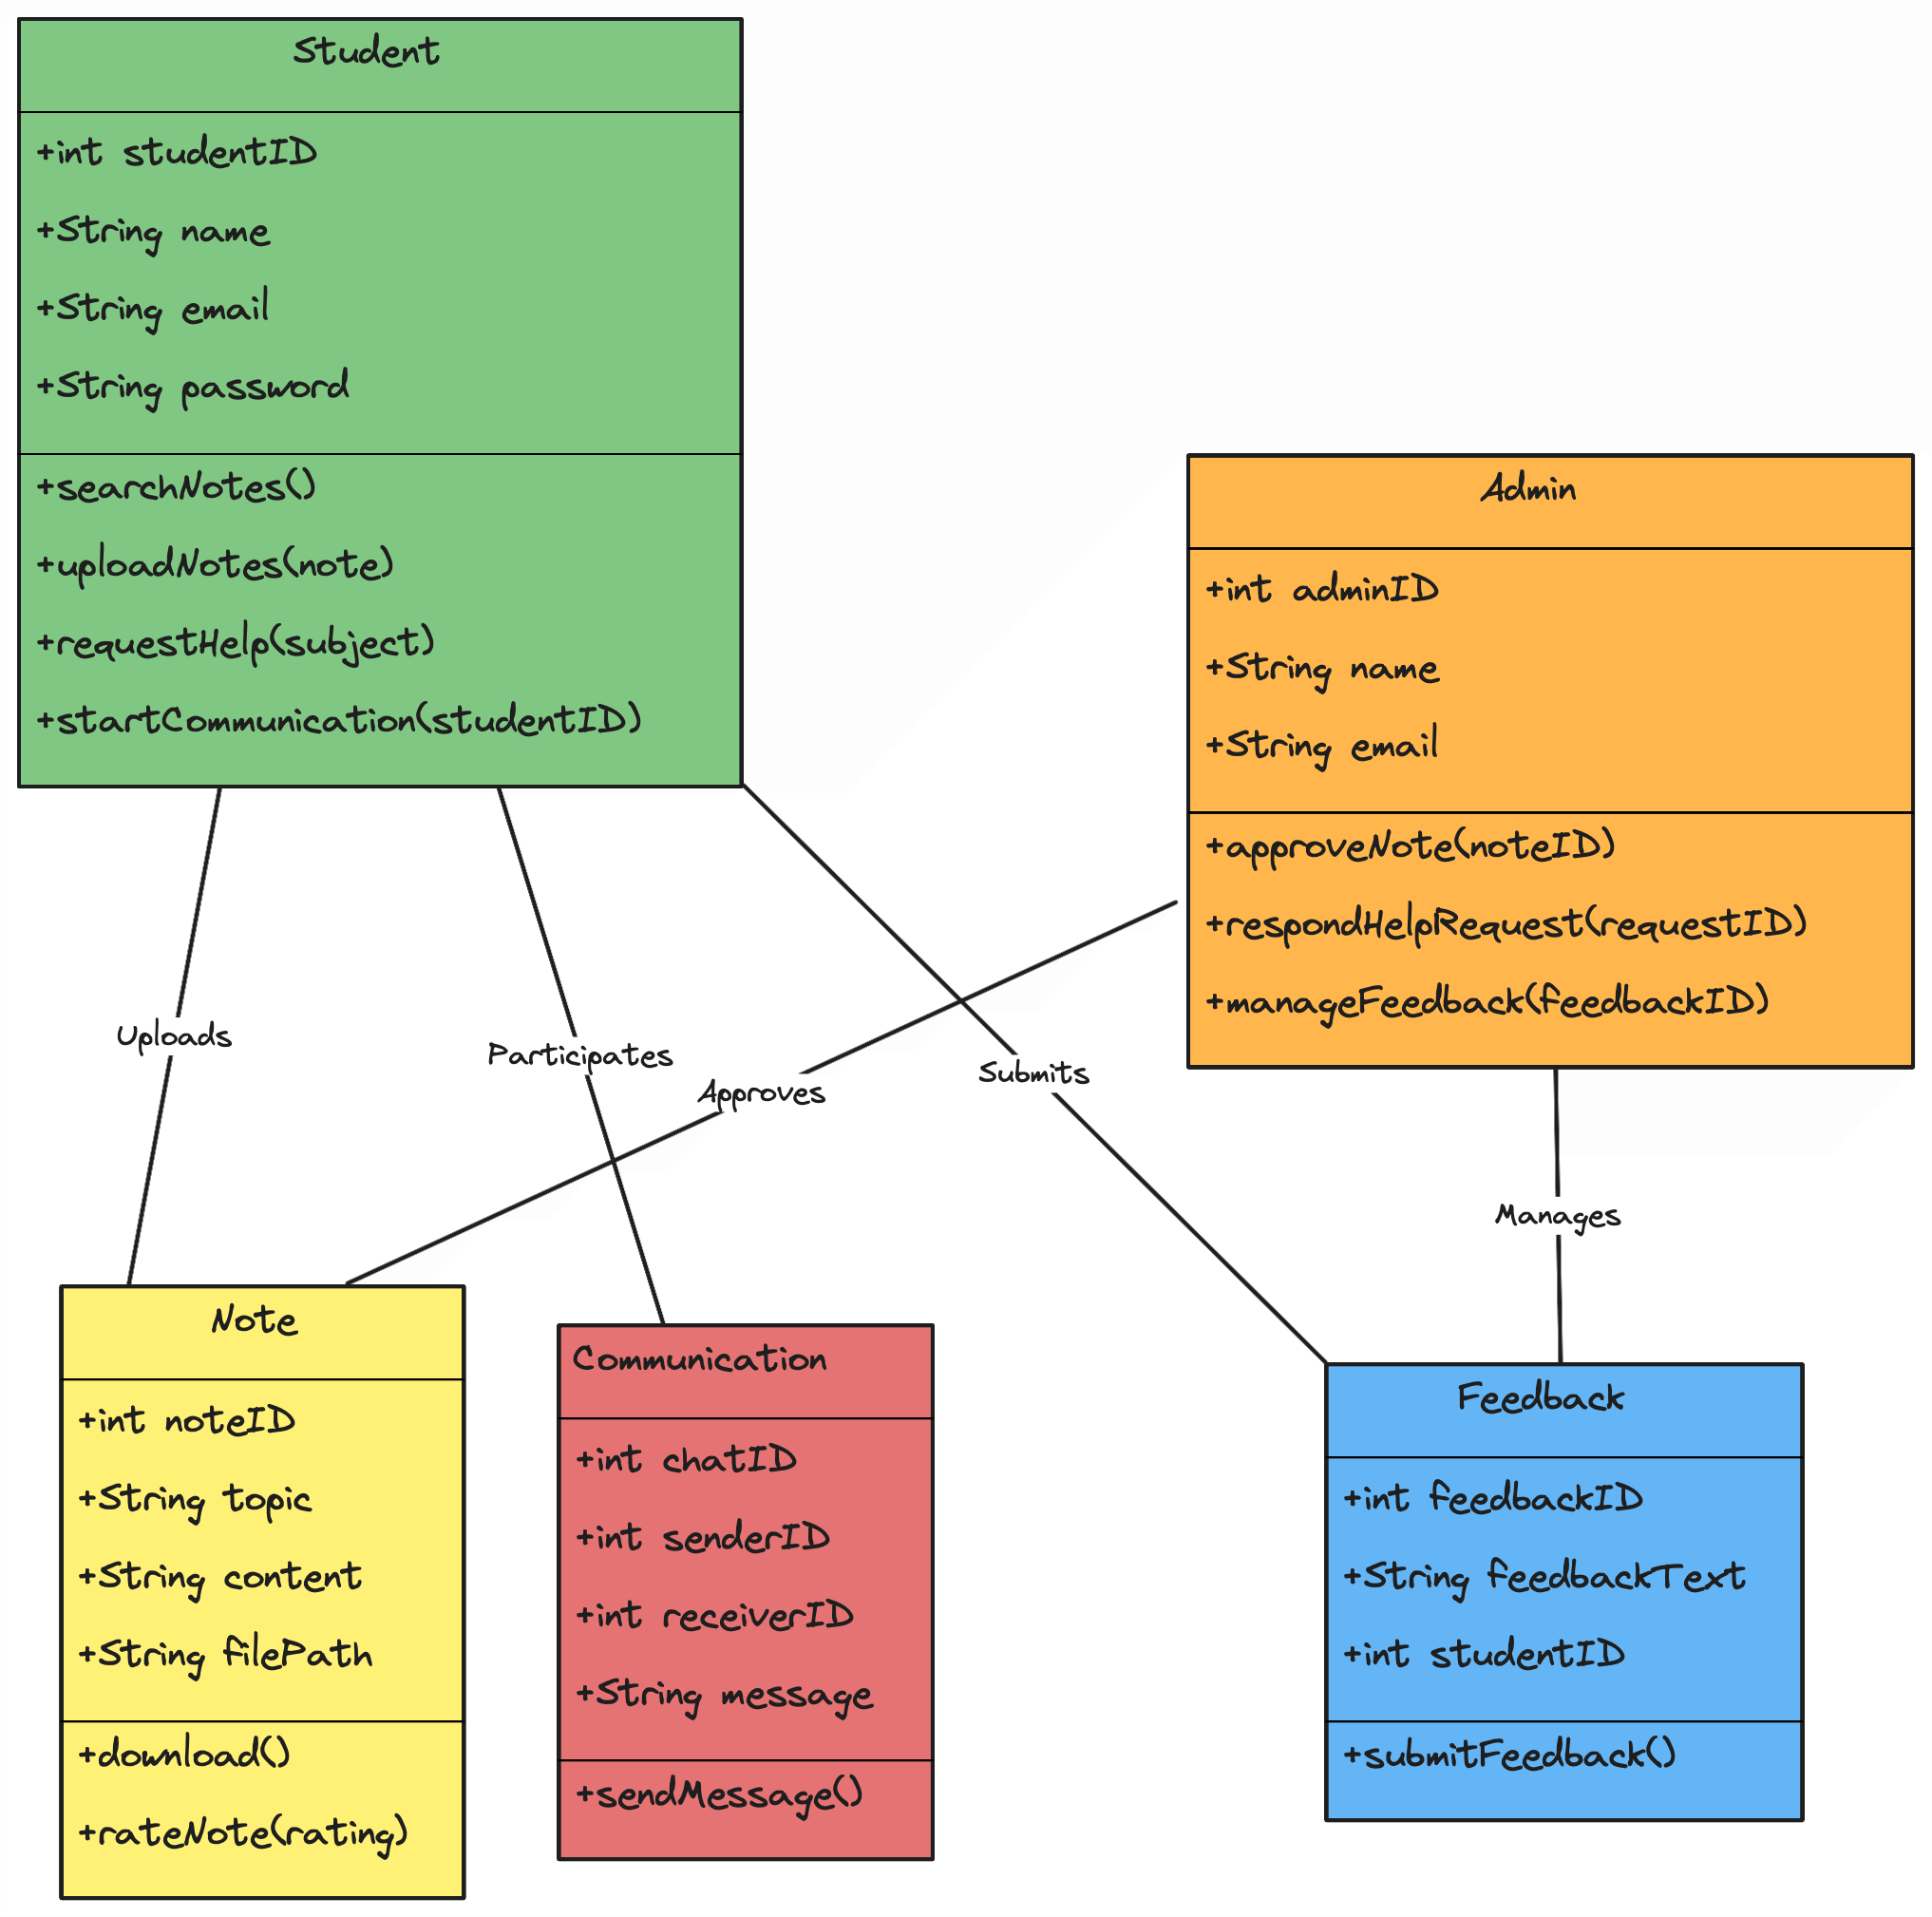 Student
+int studentID
+String name
+String email
+String password
+searchNotes()
+uploadNotes(note)
+requestHelp(subject)
+startCommunication(studentID)
Admin
+int adminID
+String name
+String email
+approveNote(noteID)
+respondHelpRequest(requestID)
+manageFeedback(feedbackID)
Uploads
Participates
Approves
Submits
Manages
Note
+int noteID
+String topic
+String content
+String filePath
+download()
+rateNote(rating)
Communication
+int chatID
+int senderID
+int receiverID
+String message
+sendMessage()
Feedback
+int feedbackID
+String feedbackText
+int studentID
+submitFeedback()